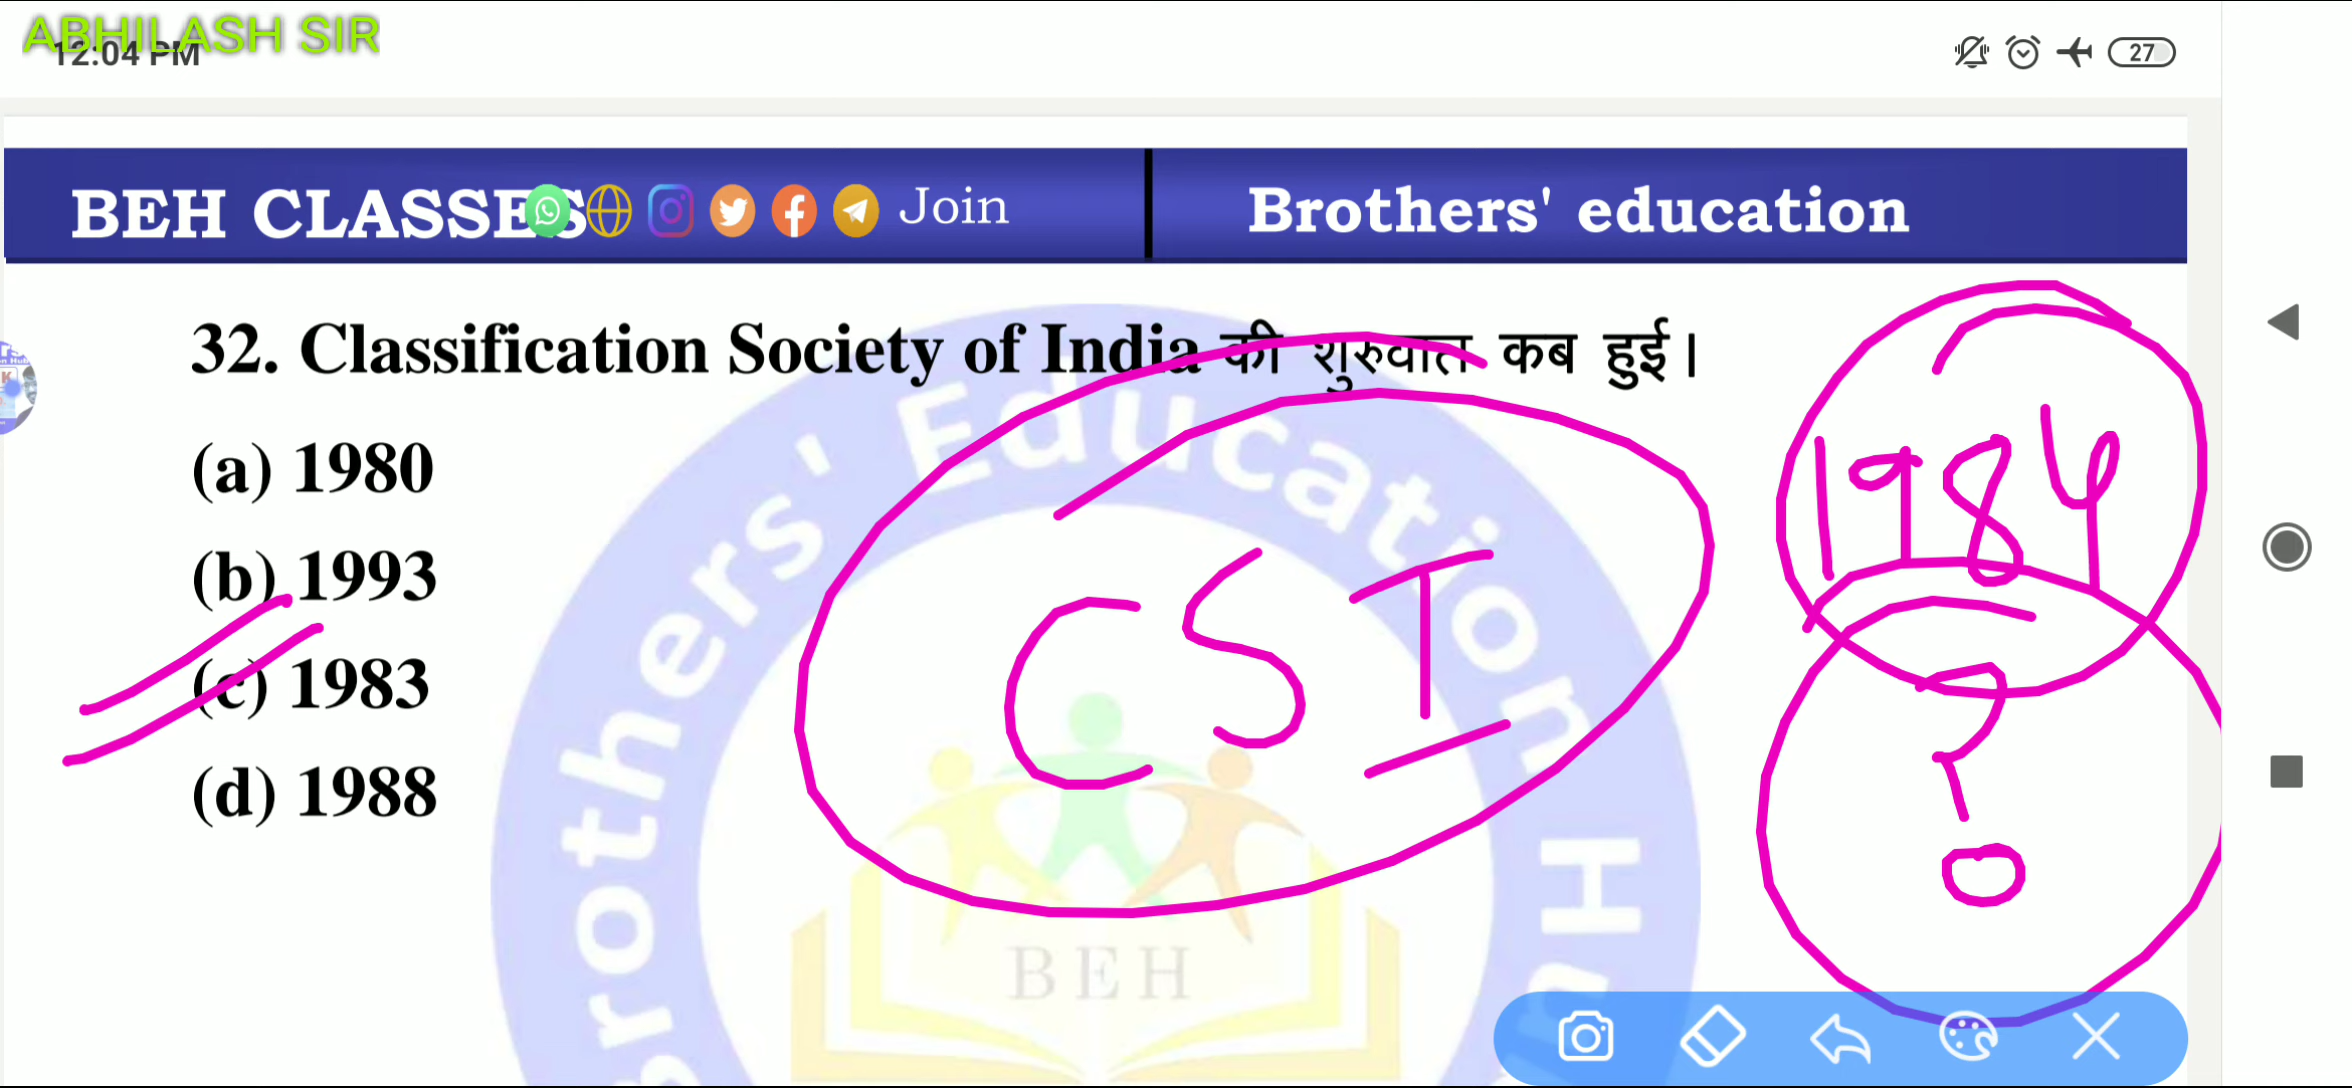 ABHILASH SIR
12:04 PM
27
BEH CLASSES Join Brothers' education
32. Classification Society of India की शुरुवात कब हुई।
(a) 1980
(b) 1993
(c) 1983
(d) 1988
CSI
1984
?
Brothers' Education
BEH